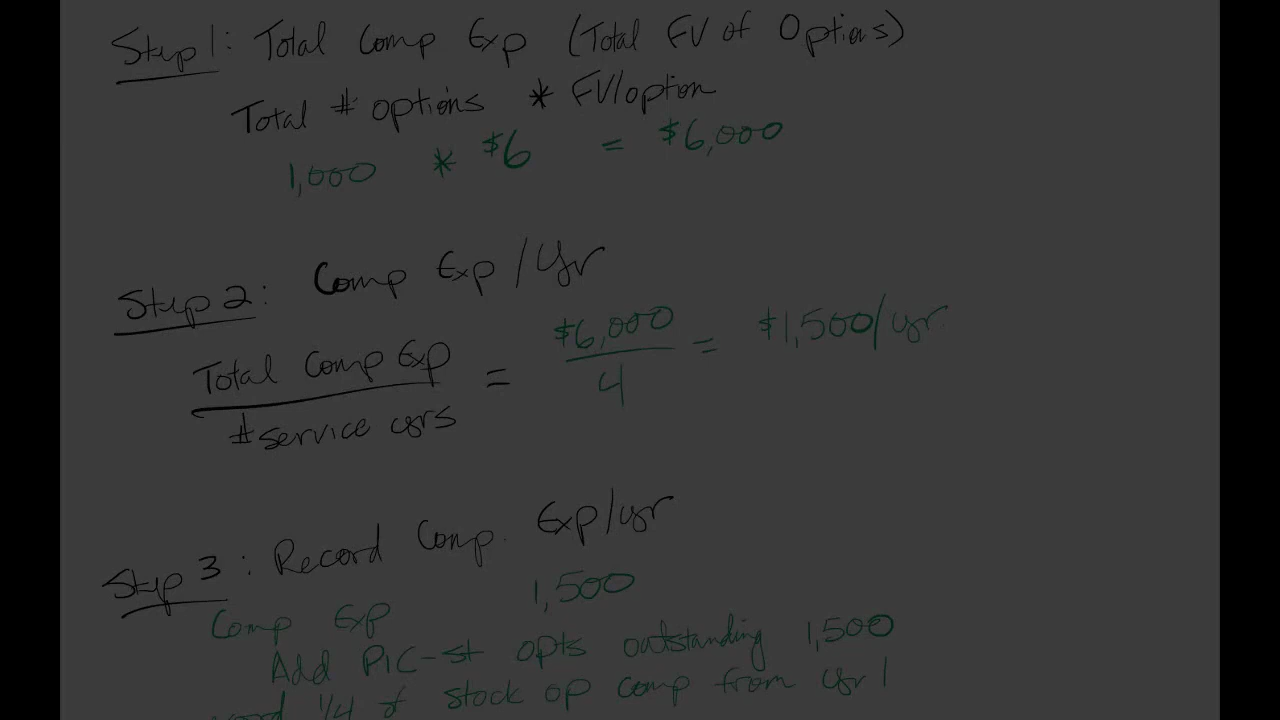 Step 1: Total Comp Exp (Total FV of Options)
Total # options * FV/option
1,000 * $6 = $6,000
Step 2: Comp Exp/Yr
Total Comp Exp = $6,000 = $1,500/yr.
# service yrs 4
Step 3: Record Comp. Exp/yr
Comp Exp 1,500
Add PIC-st opts outstanding 1,500
1/4 of stock op comp from yr 1